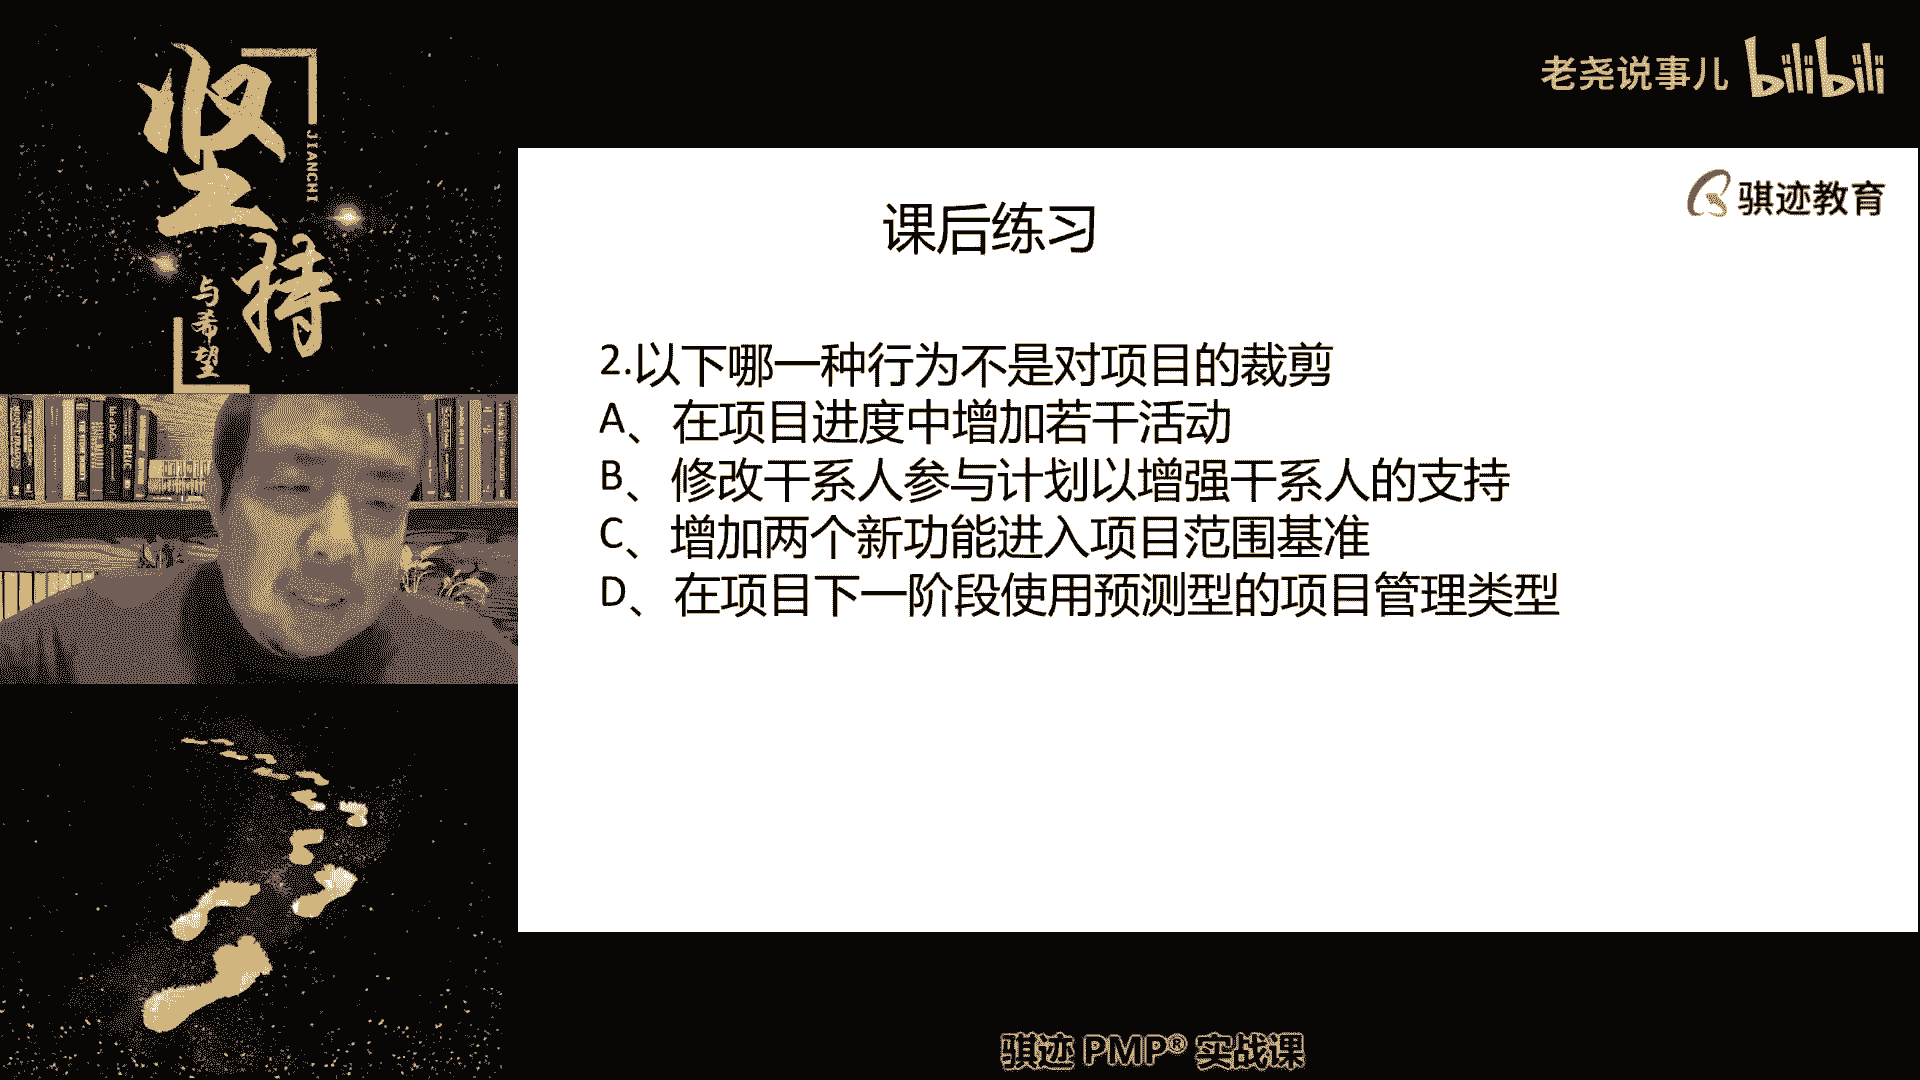 坚持
JIANCHI
与希望
老尧说事儿 bilibili
骐迹教育
课后练习
2.以下哪一种行为不是对项目的裁剪
A、在项目进度中增加若干活动
B、修改干系人参与计划以增强干系人的支持
C、增加两个新功能进入项目范围基准
D、在项目下一阶段使用预测型的项目管理类型
骐迹 PMP® 实战课